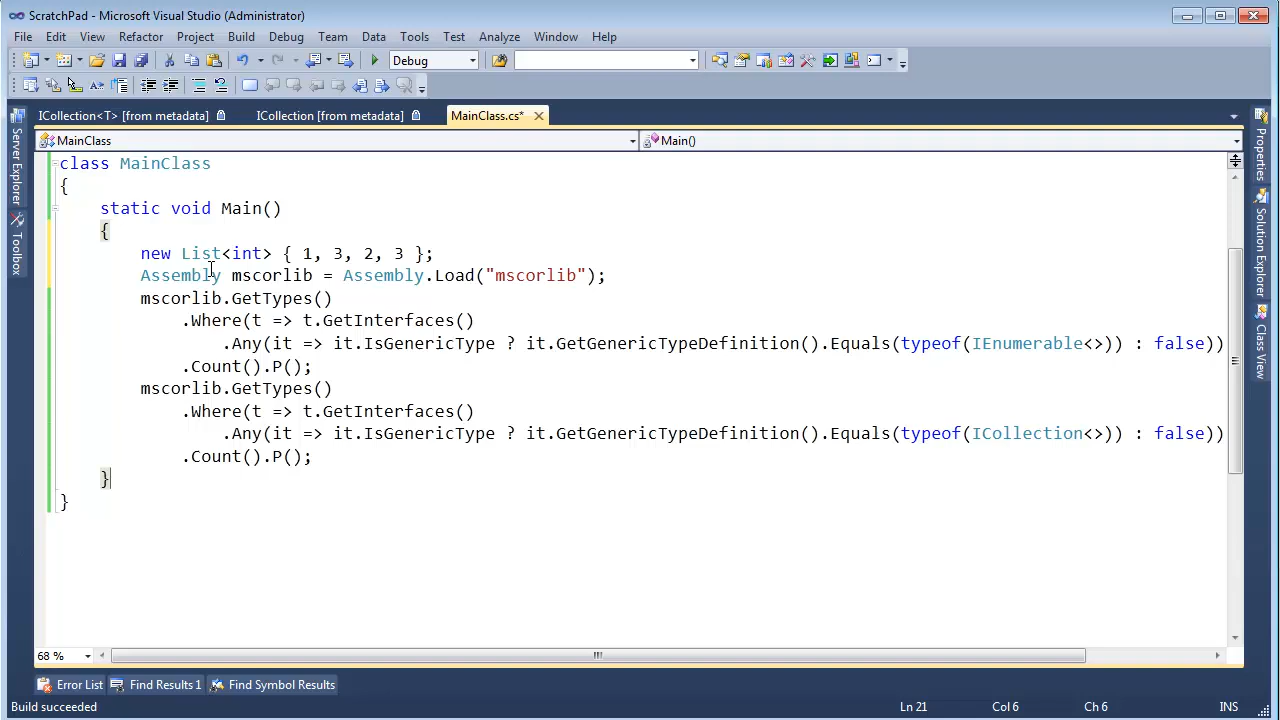 ScratchPad - Microsoft Visual Studio (Administrator)
File Edit View Refactor Project Build Debug Team Data Tools Test Analyze Window Help
Debug
ICollection<T> [from metadata] ICollection [from metadata] MainClass.cs*
MainClass Main()
Server Explorer
Toolbox
class MainClass
{
static void Main()
{
new List<int> { 1, 3, 2, 3 };
Assembly mscorlib = Assembly.Load("mscorlib");
mscorlib.GetTypes()
.Where(t => t.GetInterfaces()
.Any(it => it.IsGenericType ? it.GetGenericTypeDefinition().Equals(typeof(IEnumerable<>)) : false))
.Count().P();
mscorlib.GetTypes()
.Where(t => t.GetInterfaces()
.Any(it => it.IsGenericType ? it.GetGenericTypeDefinition().Equals(typeof(ICollection<>)) : false))
.Count().P();
}
}
Properties
Solution Explorer
Class View
68 %
Error List Find Results 1 Find Symbol Results
Build succeeded Ln 21 Col 6 Ch 6 INS